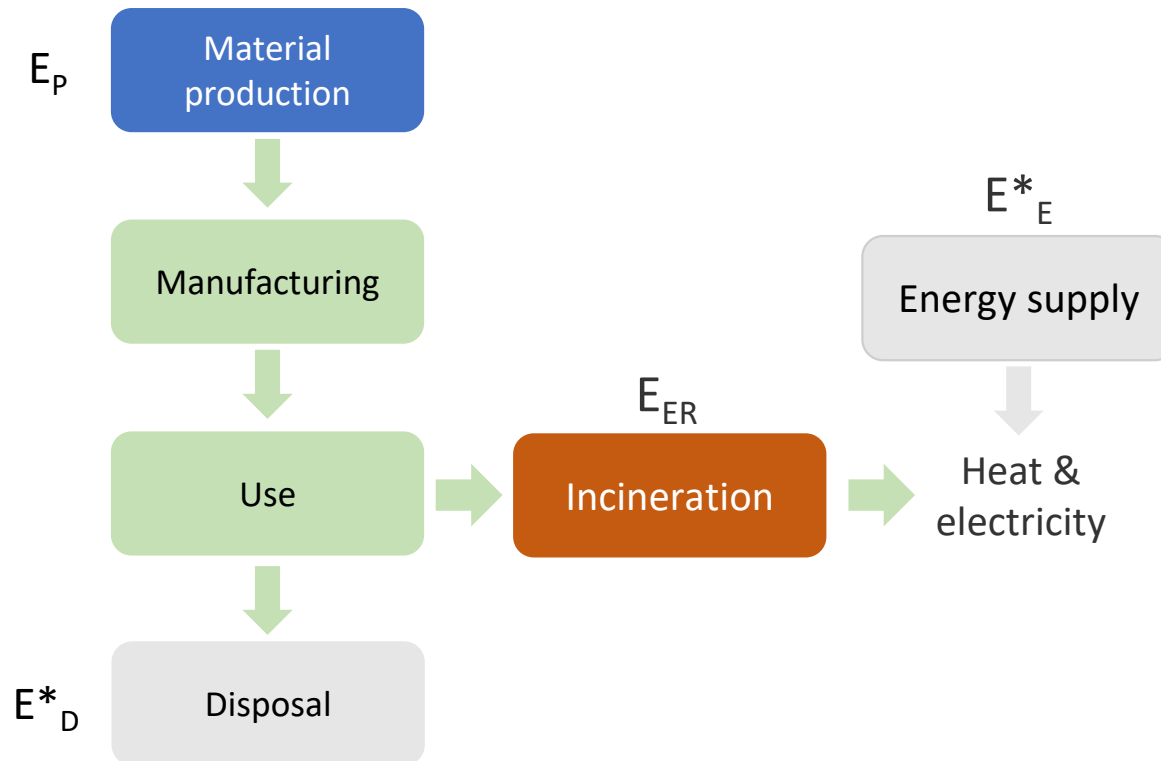 E_P
Material
production
Manufacturing
E*_E
Energy supply
E_ER
Use
Incineration
Heat &
electricity
E*_D
Disposal